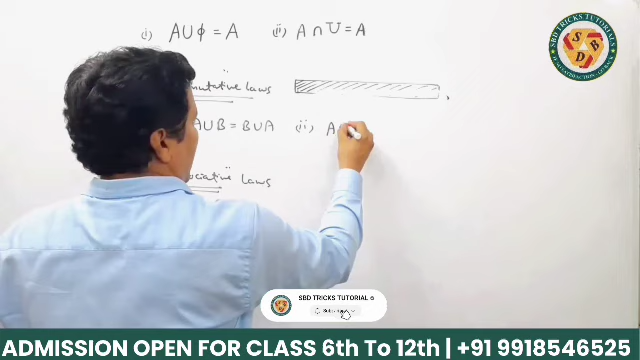 (i) A ∪ ϕ = A (ii) A ∩ U = A
Laws
A ∪ B = B ∪ A (ii) A
Laws
SBD TRICKS TUTORIALS
S B D
SBD TRICKS TUTORIAL
Subscribe
ADMISSION OPEN FOR CLASS 6th To 12th | +91 9918546525